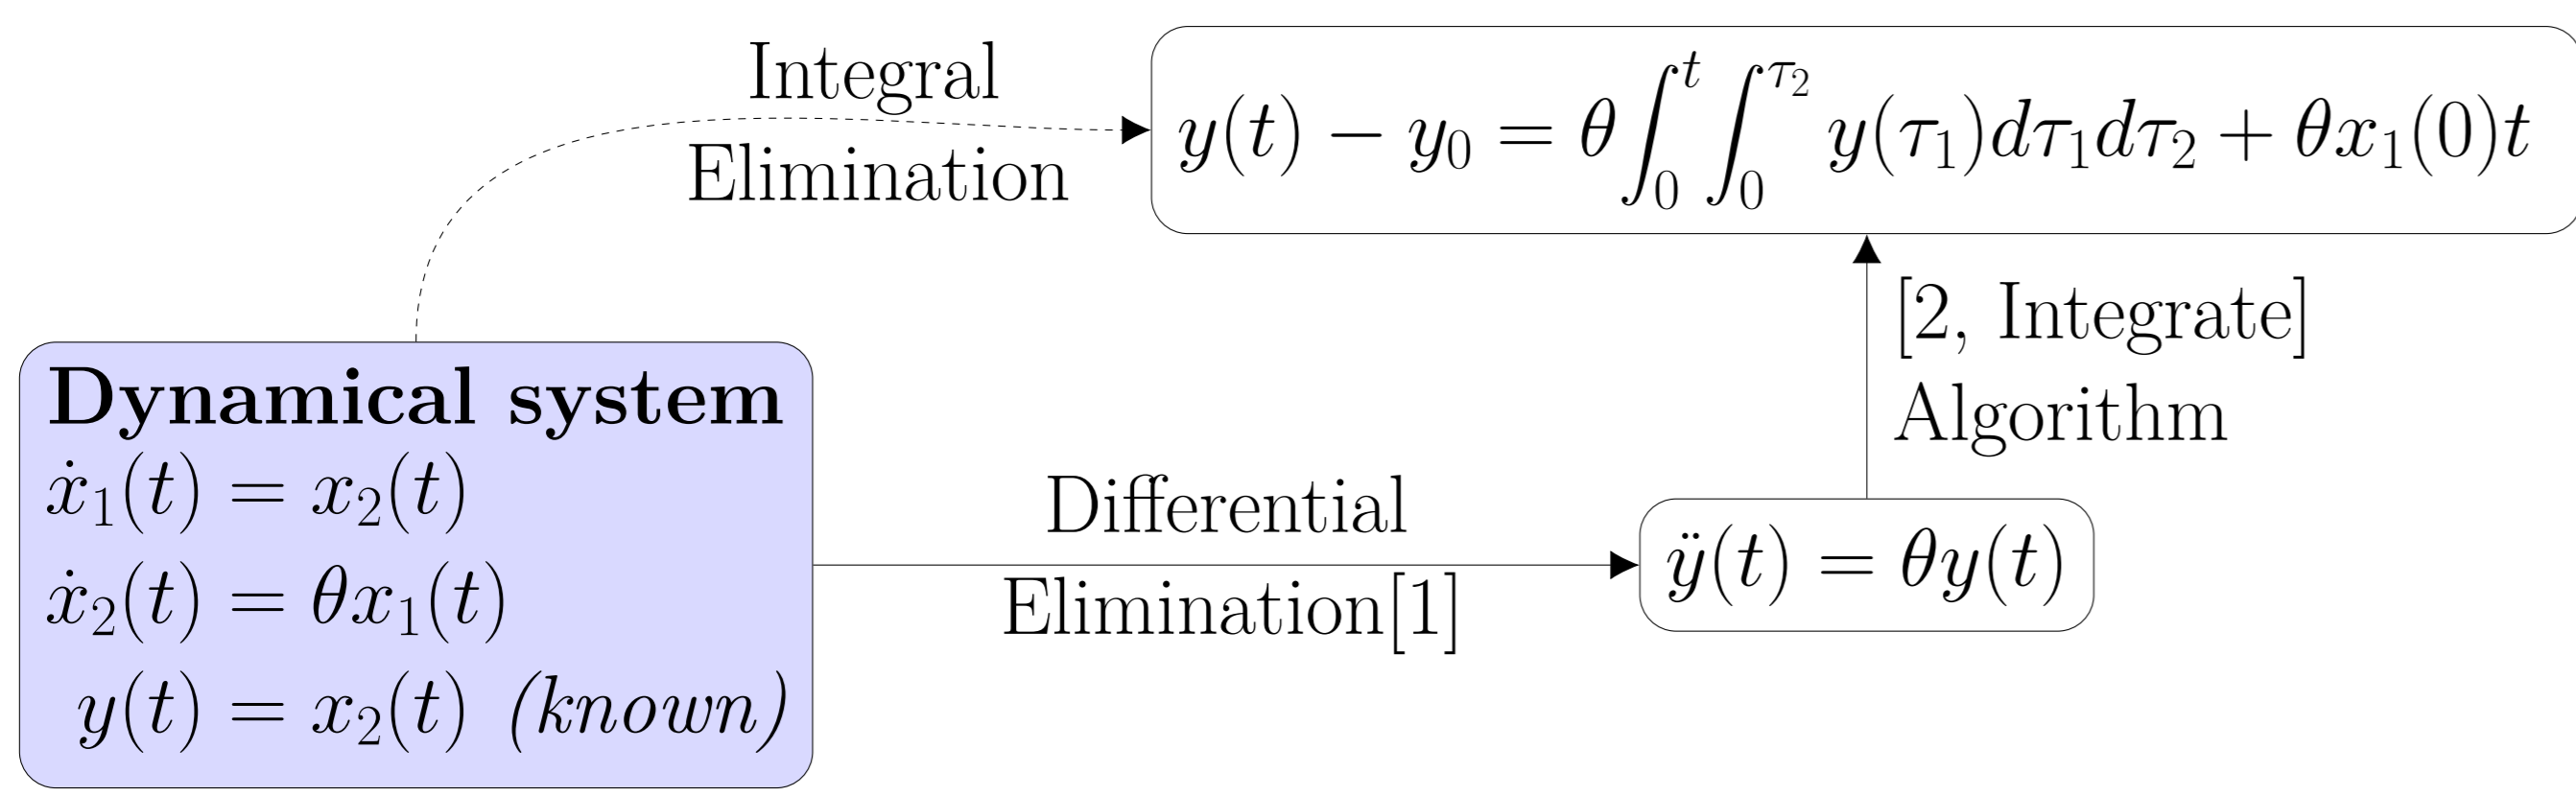 Integral
Elimination
y(t) − y₀ = θ∫₀ᵗ∫₀^{τ₂} y(τ₁)dτ₁dτ₂ + θx₁(0)t
[2, Integrate]
Algorithm
Dynamical system
ẋ₁(t) = x₂(t)
ẋ₂(t) = θx₁(t)
y(t) = x₂(t) (known)
Differential
Elimination[1]
ÿ(t) = θy(t)